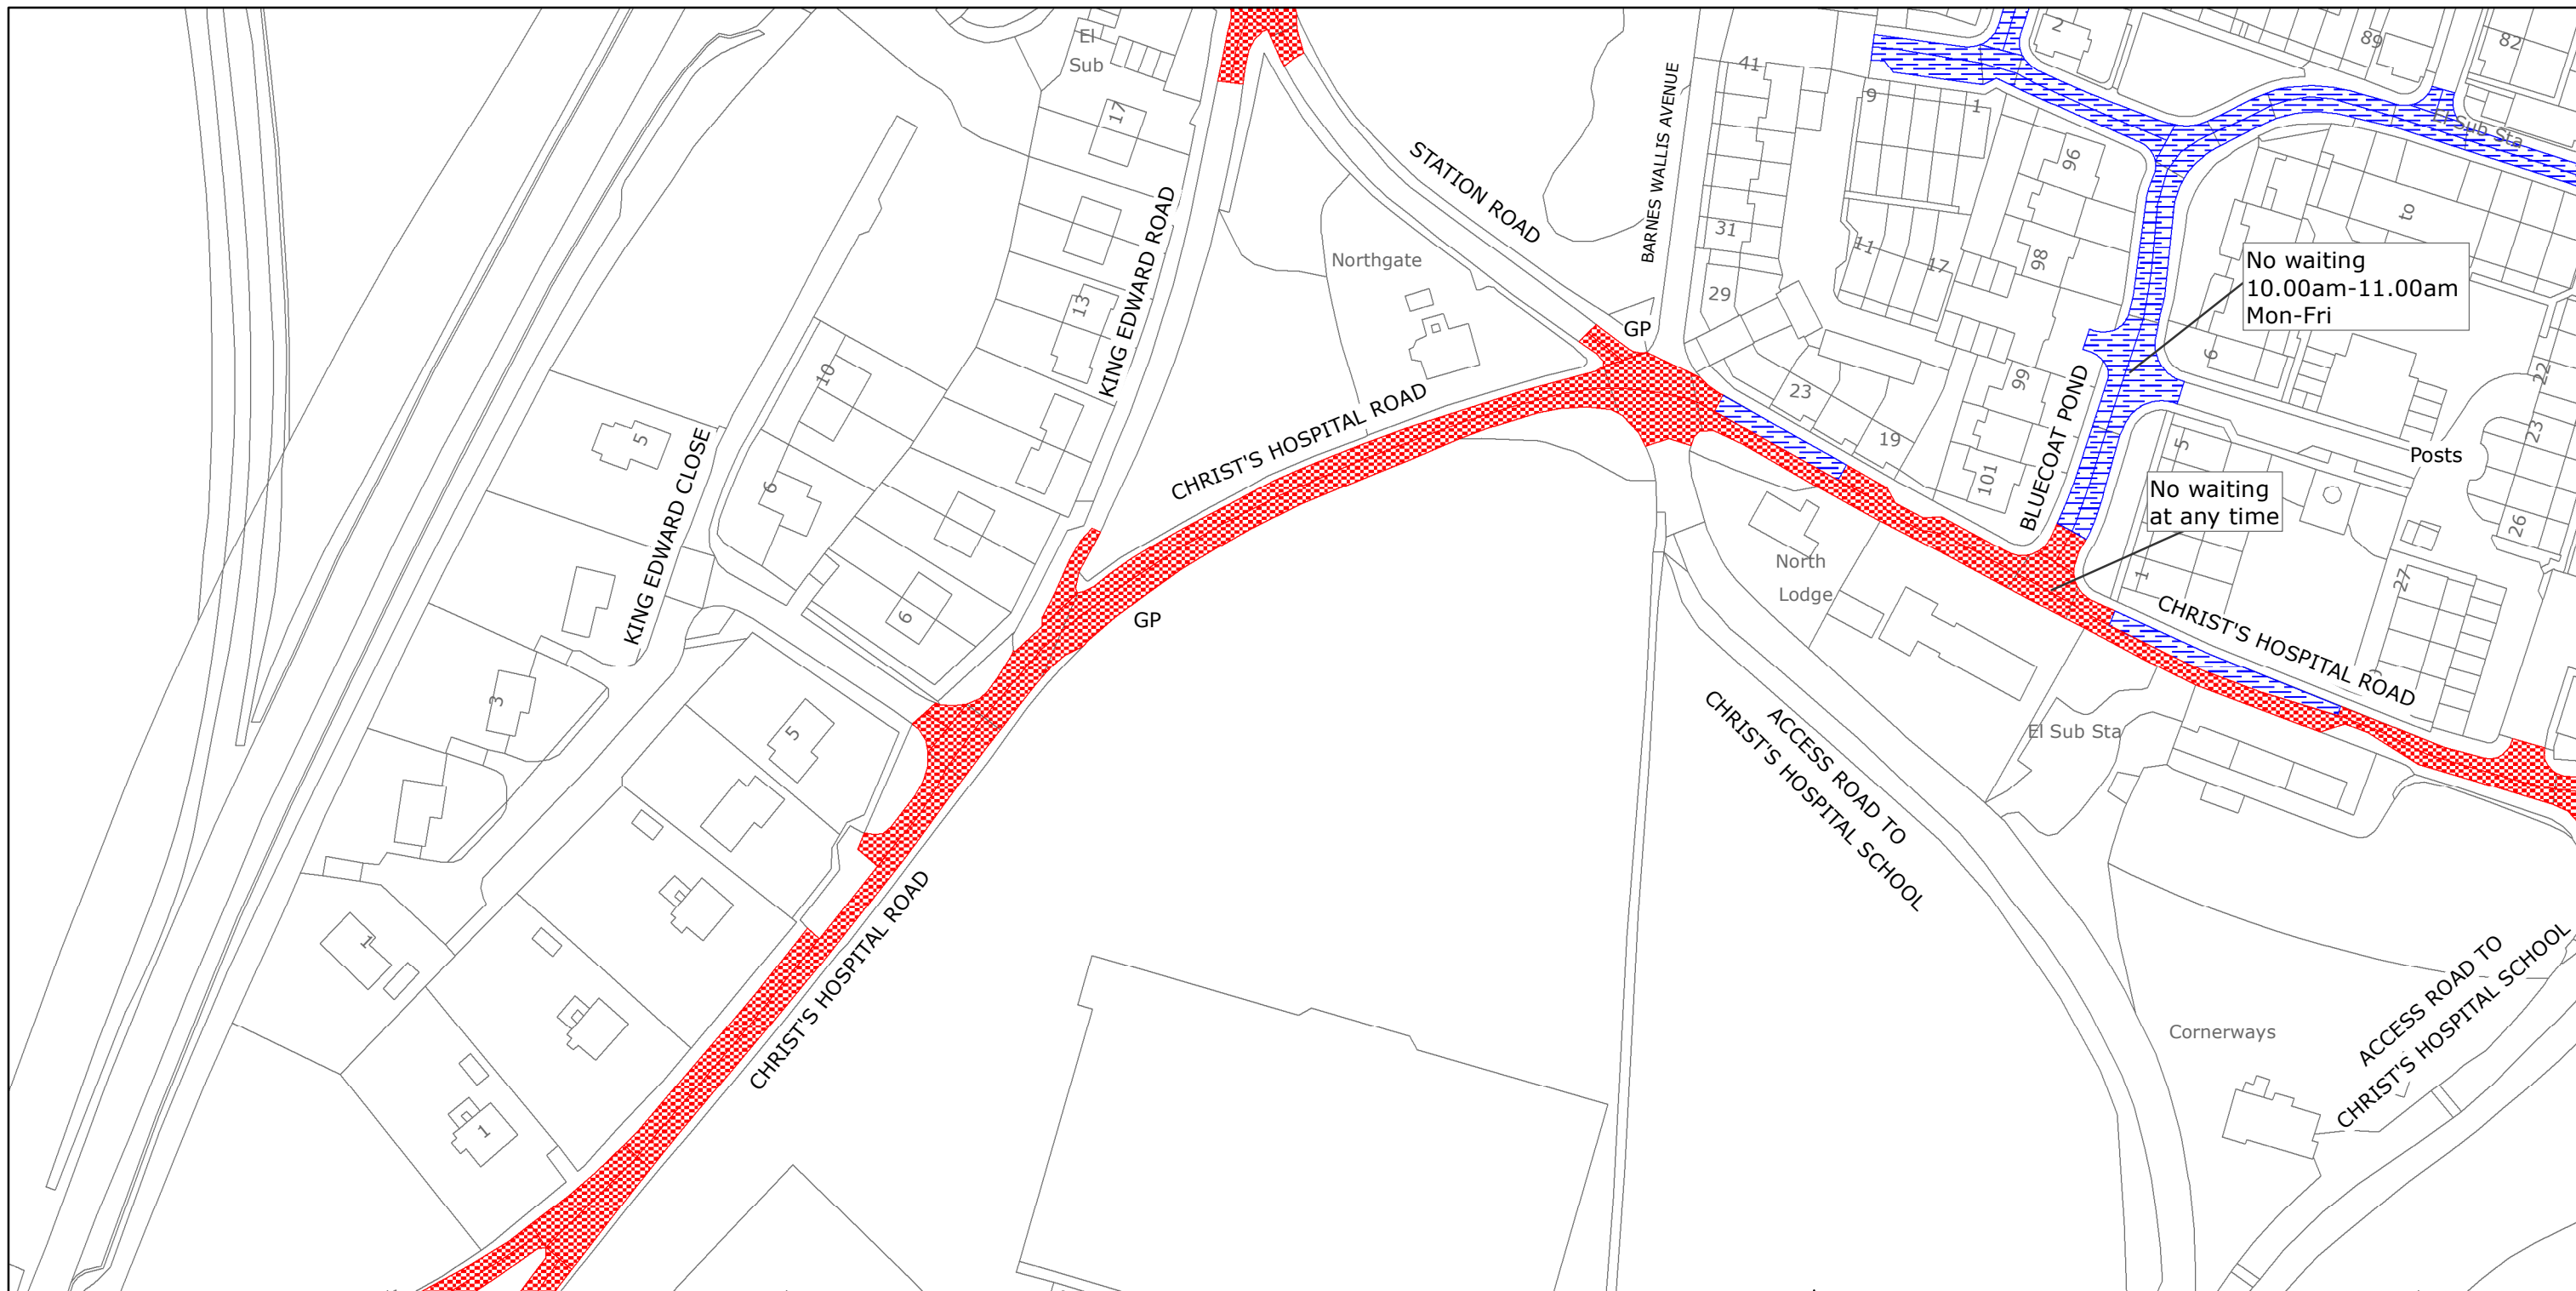 El
Sub
17
2
89
82
41
9
1
BARNES WALLIS AVENUE
STATION ROAD
El Sub Sta
96
to
KING EDWARD ROAD
31
11
17
98
No waiting
10.00am-11.00am
Mon-Fri
Northgate
29
13
GP
6
10
99
22
23
CHRIST'S HOSPITAL ROAD
BLUECOAT POND
5
KING EDWARD CLOSE
19
5
23
Posts
6
101
No waiting
at any time
26
North
Lodge
1
27
6
GP
CHRIST'S HOSPITAL ROAD
3
5
ACCESS ROAD TO
CHRIST'S HOSPITAL SCHOOL
El Sub Sta
CHRIST'S HOSPITAL ROAD
1
ACCESS ROAD TO
CHRIST'S HOSPITAL SCHOOL
Cornerways
1